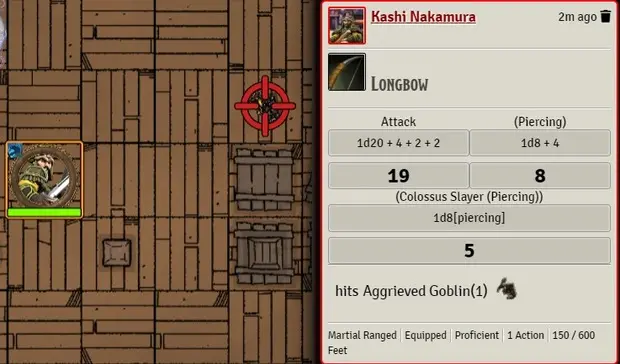 Kashi Nakamura 2m ago
Longbow
Attack (Piercing)
1d20 + 4 + 2 + 2 1d8 + 4
19 8
(Colossus Slayer (Piercing))
1d8[piercing]
5
hits Aggrieved Goblin(1)
Martial Ranged Equipped Proficient 1 Action 150 / 600
Feet